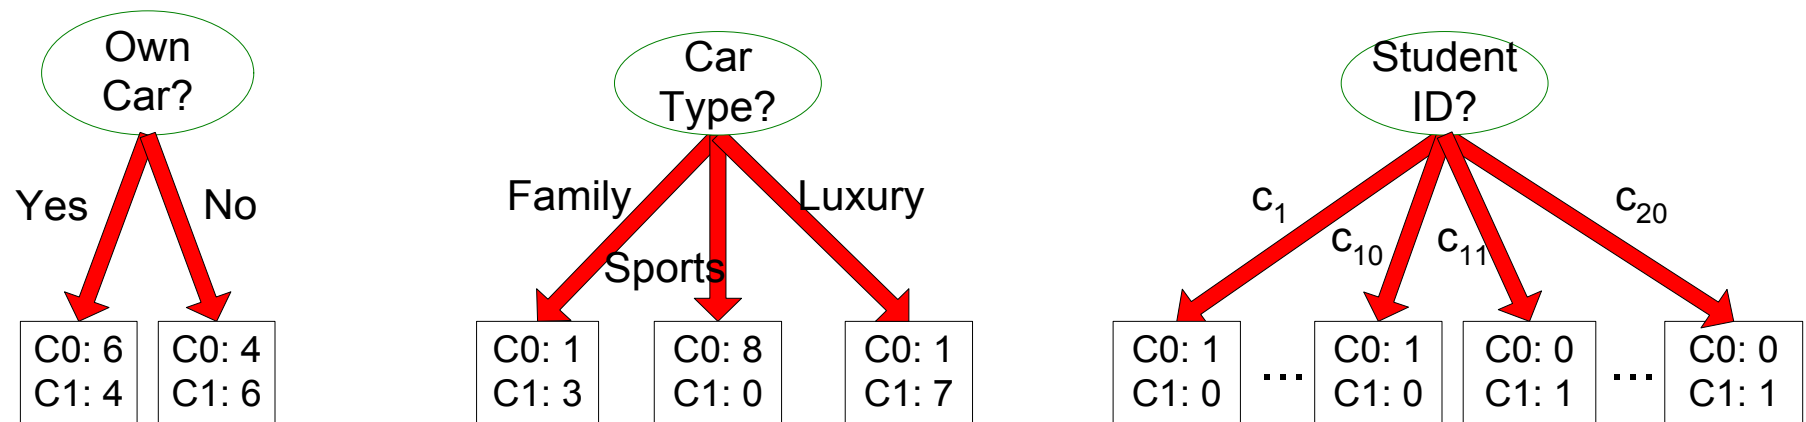 Own
Car?
Yes
No
C0: 6
C1: 4
C0: 4
C1: 6
Car
Type?
Family
Sports
Luxury
C0: 1
C1: 3
C0: 8
C1: 0
C0: 1
C1: 7
Student
ID?
c1
c10
c11
c20
C0: 1
C1: 0
...
C0: 1
C1: 0
C0: 0
C1: 1
...
C0: 0
C1: 1